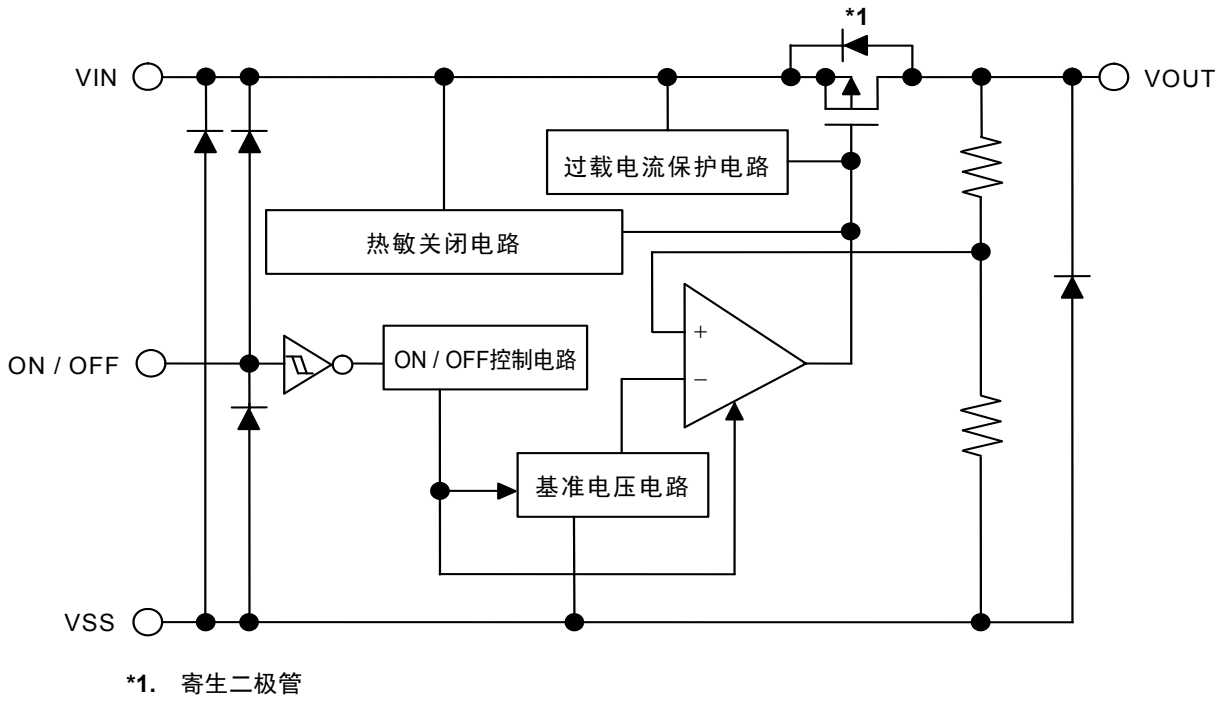 *1
VIN
VOUT
过载电流保护电路
热敏关闭电路
+
ON / OFF
ON / OFF控制电路
−
基准电压电路
VSS
*1. 寄生二极管